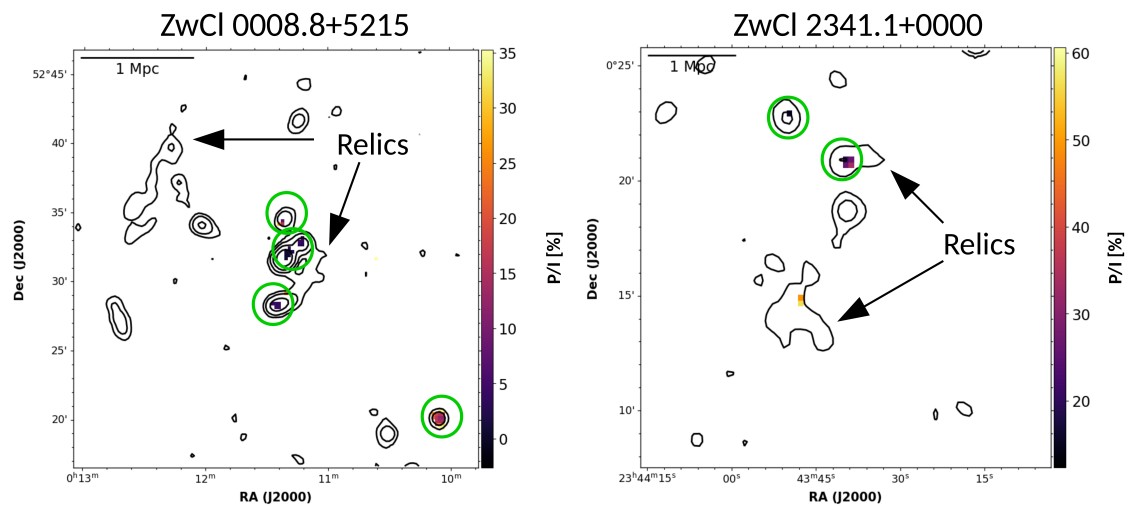 ZwCl 0008.8+5215
1 Mpc
Relics
52°45'
40'
35'
30'
25'
20'
0ʰ13ᵐ
12ᵐ
11ᵐ
10ᵐ
RA (J2000)
Dec (J2000)
35
30
25
20
15
10
5
0
P/I [%]
ZwCl 2341.1+0000
1 Mpc
Relics
0°25'
20'
15'
10'
23ʰ44ᵐ15ˢ
00ˢ
43ᵐ45ˢ
30ˢ
15ˢ
RA (J2000)
Dec (J2000)
60
50
40
30
20
P/I [%]